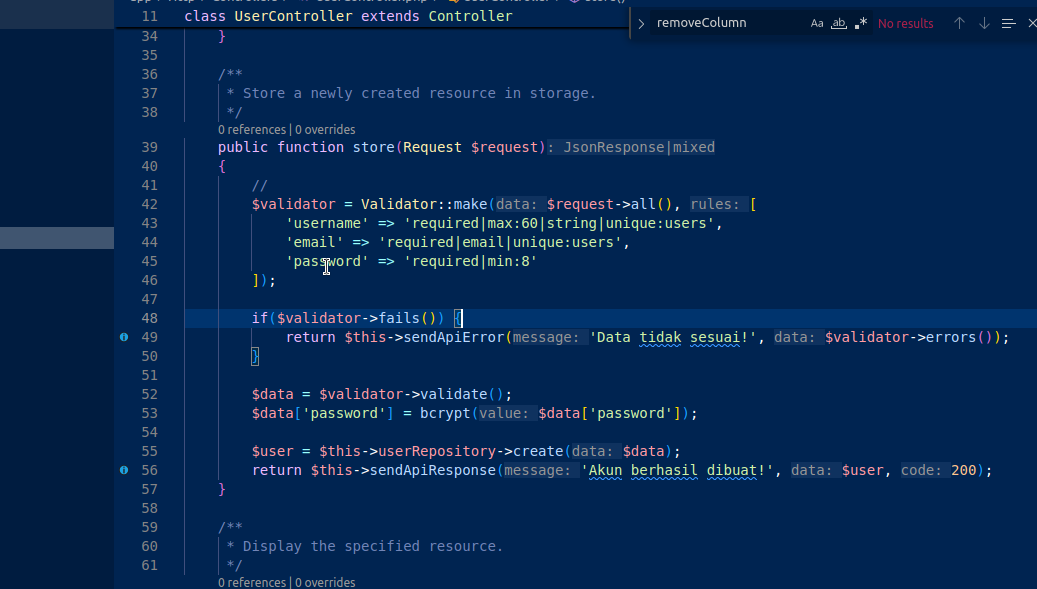 11 class UserController extends Controller
removeColumn Aa ab .* No results
34 }
35
36 /**
37 * Store a newly created resource in storage.
38 */
0 references | 0 overrides
39 public function store(Request $request): JsonResponse|mixed
40 {
41 //
42 $validator = Validator::make(data: $request->all(), rules: [
43 'username' => 'required|max:60|string|unique:users',
44 'email' => 'required|email|unique:users',
45 'password' => 'required|min:8'
46 ]);
47
48 if($validator->fails()) {
49 return $this->sendApiError(message: 'Data tidak sesuai!', data: $validator->errors());
50 }
51
52 $data = $validator->validate();
53 $data['password'] = bcrypt(value: $data['password']);
54
55 $user = $this->userRepository->create(data: $data);
56 return $this->sendApiResponse(message: 'Akun berhasil dibuat!', data: $user, code: 200);
57 }
58
59 /**
60 * Display the specified resource.
61 */
0 references | 0 overrides